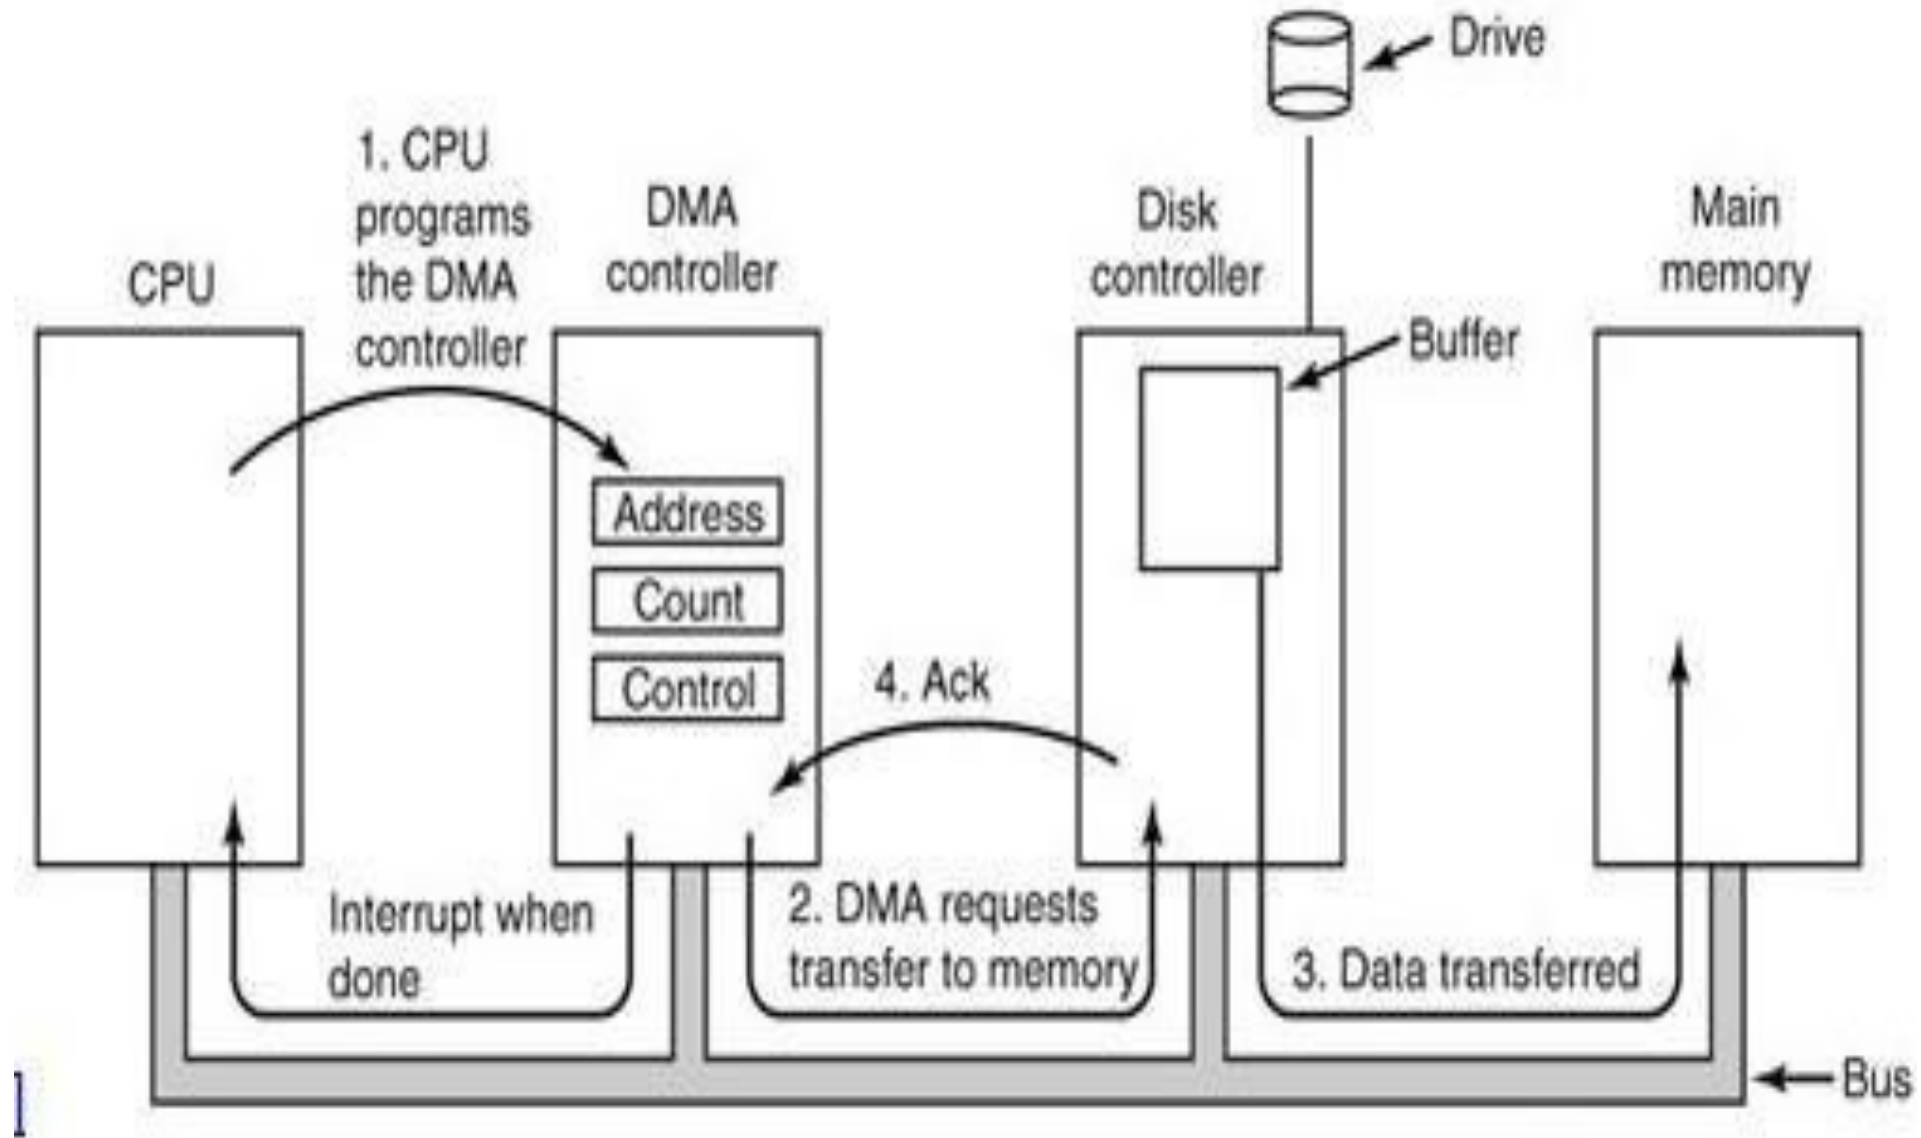 Drive
1. CPU
programs
the DMA
controller
DMA
controller
Disk
controller
Main
memory
CPU
Buffer
Address
Count
Control
4. Ack
Interrupt when
done
2. DMA requests
transfer to memory
3. Data transferred
Bus